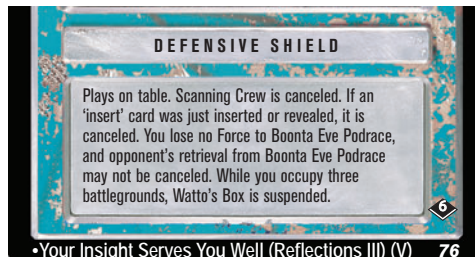 DEFENSIVE SHIELD
Plays on table. Scanning Crew is canceled. If an
‘insert’ card was just inserted or revealed, it is
canceled. You lose no Force to Boonta Eve Podrace,
and opponent’s retrieval from Boonta Eve Podrace
may not be canceled. While you occupy three
battlegrounds, Watto’s Box is suspended.
6
•Your Insight Serves You Well (Reflections III) (V) 76